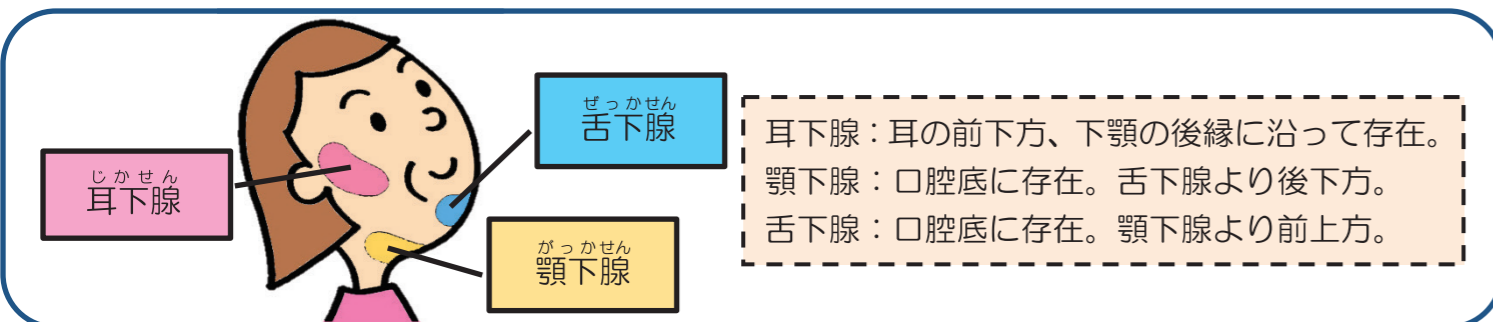 じかせん
耳下腺
ぜっかせん
舌下腺
がっかせん
顎下腺
耳下腺：耳の前下方、下顎の後縁に沿って存在。
顎下腺：口腔底に存在。舌下腺より後下方。
舌下腺：口腔底に存在。顎下腺より前上方。